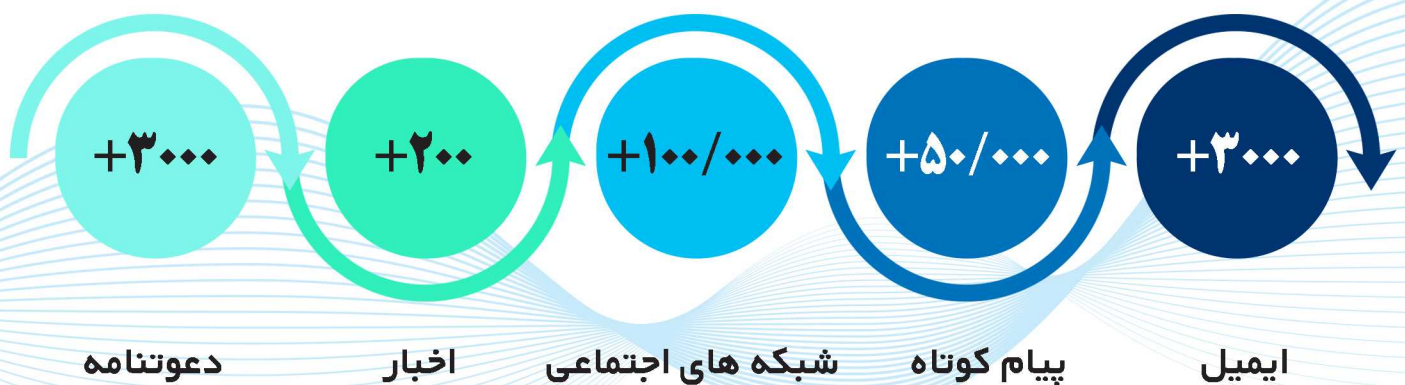 +۳۰۰۰
+۵۰/۰۰۰
+۱۰۰/۰۰۰
+۲۰۰
+۳۰۰۰
ایمیل
پیام کوتاه
شبکه های اجتماعی
اخبار
دعوتنامه